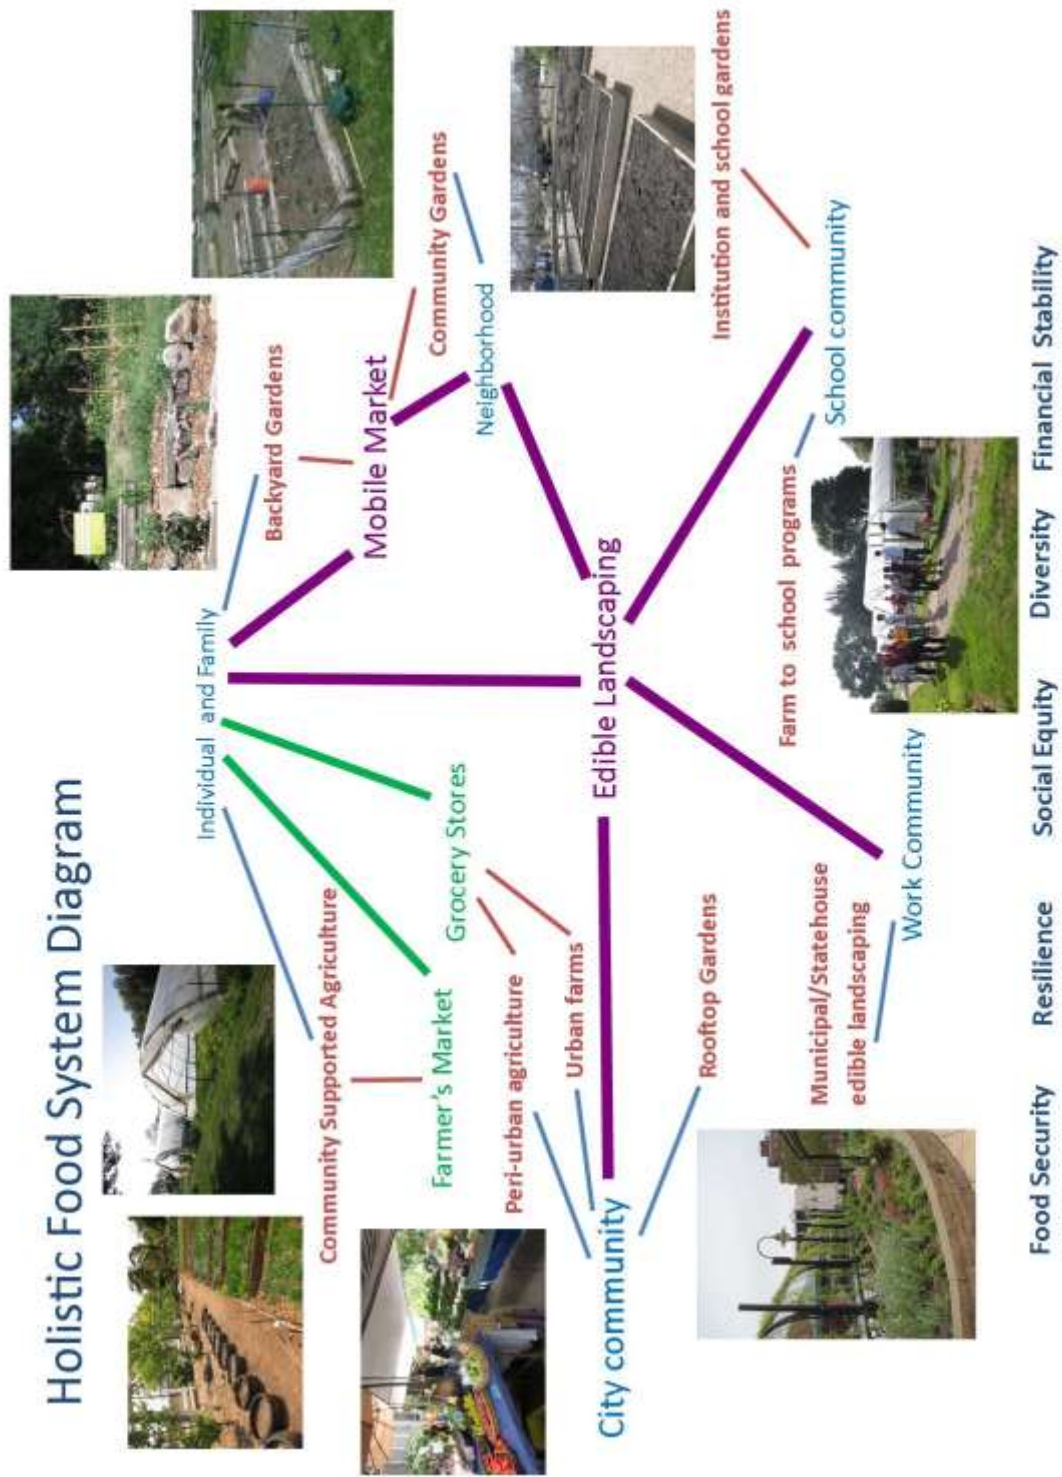 Holistic Food System Diagram
Individual and Family
Backyard Gardens
Mobile Market
Community Gardens
Neighborhood
Community Supported Agriculture
Farmer's Market
Grocery Stores
Peri-urban agriculture
Urban farms
Edible Landscaping
City community
Rooftop Gardens
Institution and school gardens
Farm to school programs
School community
Municipal/Statehouse
edible landscaping
Work Community
Food Security Resilience Social Equity Diversity Financial Stability